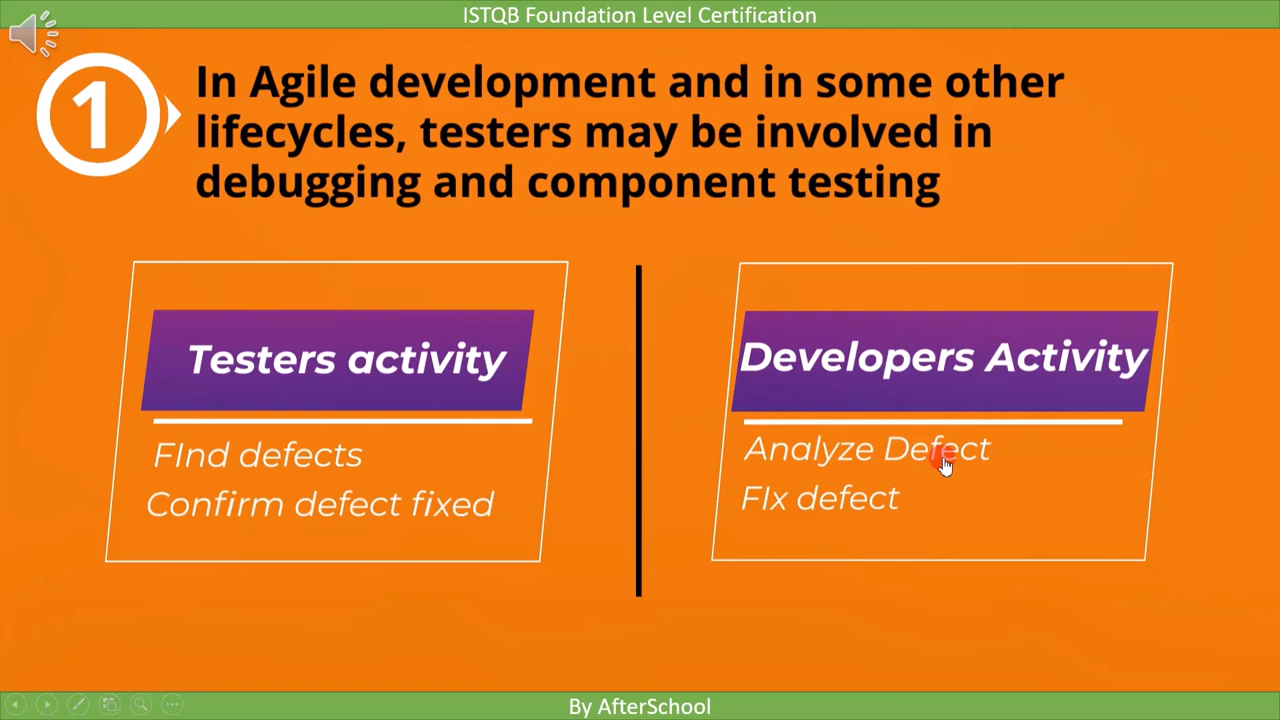 ISTQB Foundation Level Certification
1
In Agile development and in some other
lifecycles, testers may be involved in
debugging and component testing
Testers activity
FInd defects
Confirm defect fixed
Developers Activity
Analyze Defect
FIx defect
By AfterSchool